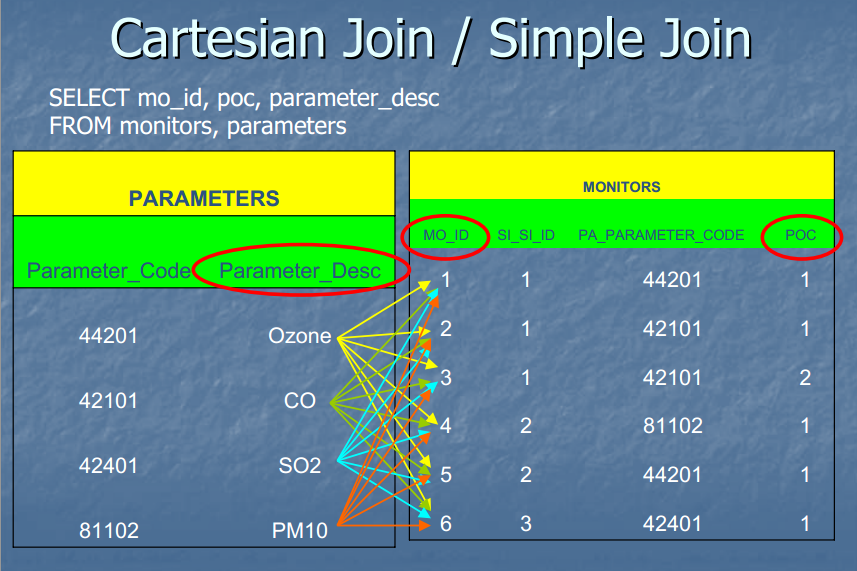 Cartesian Join / Simple Join
SELECT mo_id, poc, parameter_desc
FROM monitors, parameters
PARAMETERS
Parameter_Code Parameter_Desc
44201 Ozone
42101 CO
42401 SO2
81102 PM10
MONITORS
MO_ID SI_SI_ID PA_PARAMETER_CODE POC
1 1 44201 1
2 1 42101 1
3 1 42101 2
4 2 81102 1
5 2 44201 1
6 3 42401 1